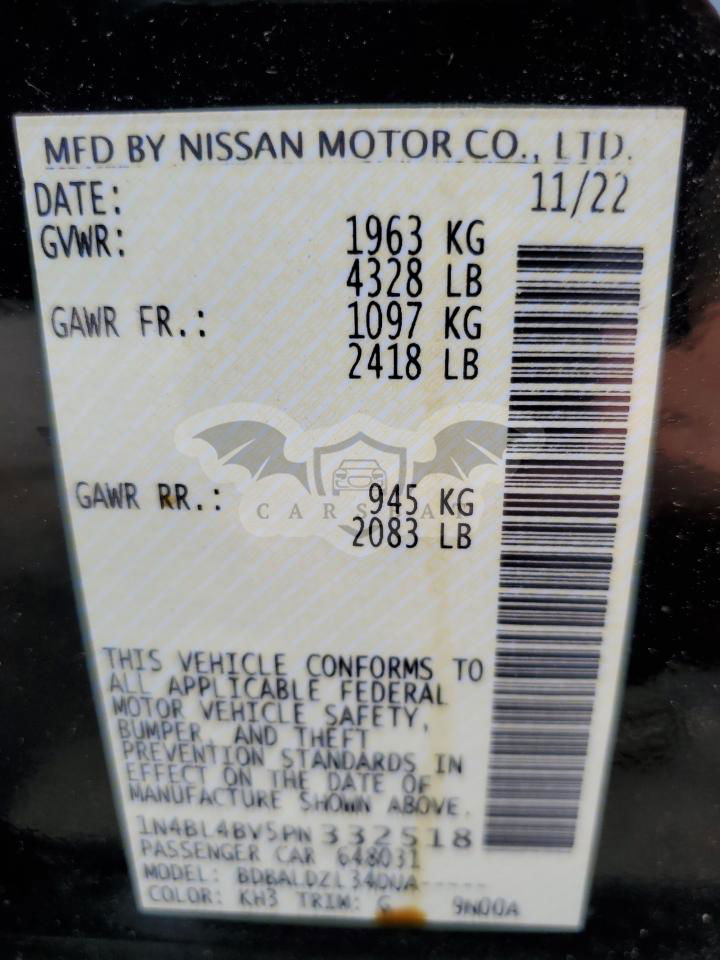 MFD BY NISSAN MOTOR CO., LTD.
DATE: 11/22
GVWR: 1963 KG
4328 LB
GAWR FR.: 1097 KG
2418 LB
GAWR RR.: 945 KG
2083 LB
THIS VEHICLE CONFORMS TO
ALL APPLICABLE FEDERAL
MOTOR VEHICLE SAFETY,
BUMPER, AND THEFT
PREVENTION STANDARDS IN
EFFECT ON THE DATE OF
MANUFACTURE SHOWN ABOVE.
1N4BL4BV5PN332518
PASSENGER CAR 648031
MODEL:
COLOR: KH3 TRIM: G 9N00A